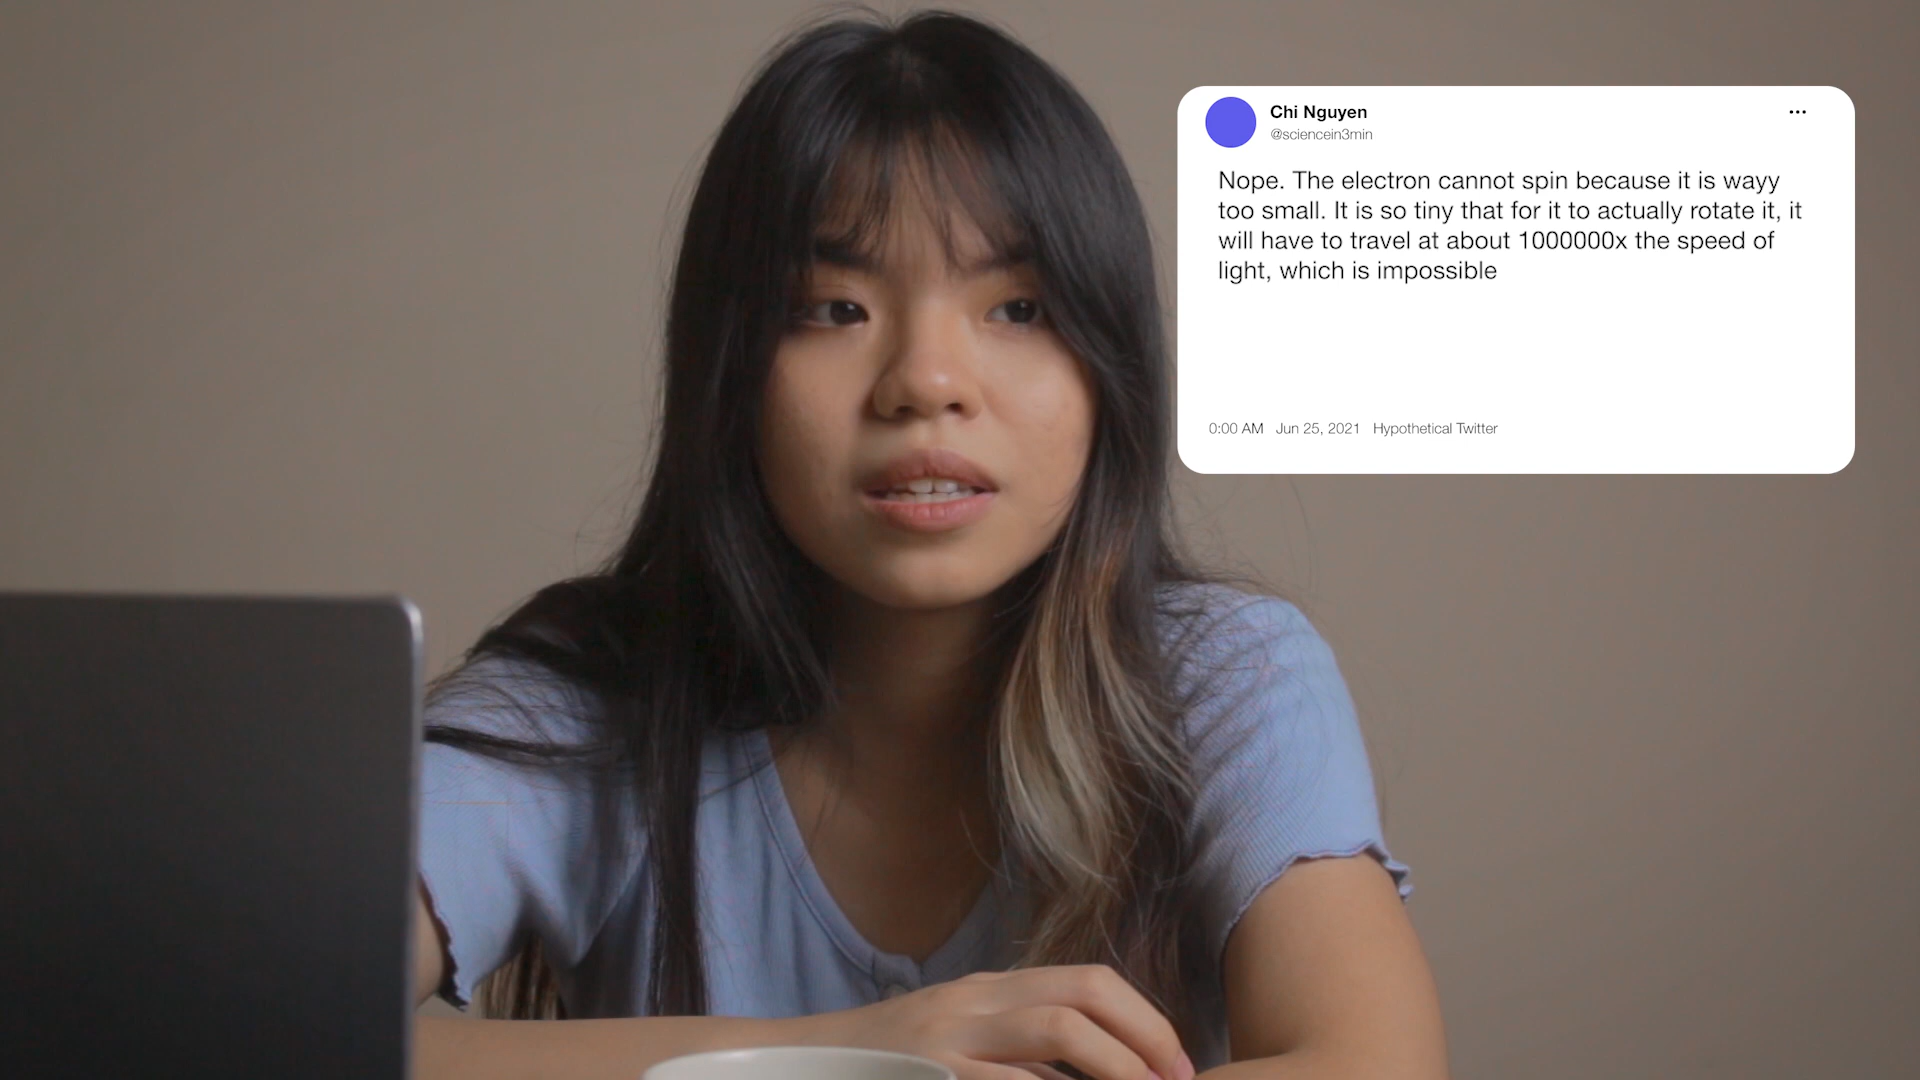 Chi Nguyen
...
@sciencein3min
Nope. The electron cannot spin because it is wayy
too small. It is so tiny that for it to actually rotate it, it
will have to travel at about 1000000x the speed of
light, which is impossible
0:00 AM Jun 25, 2021 Hypothetical Twitter